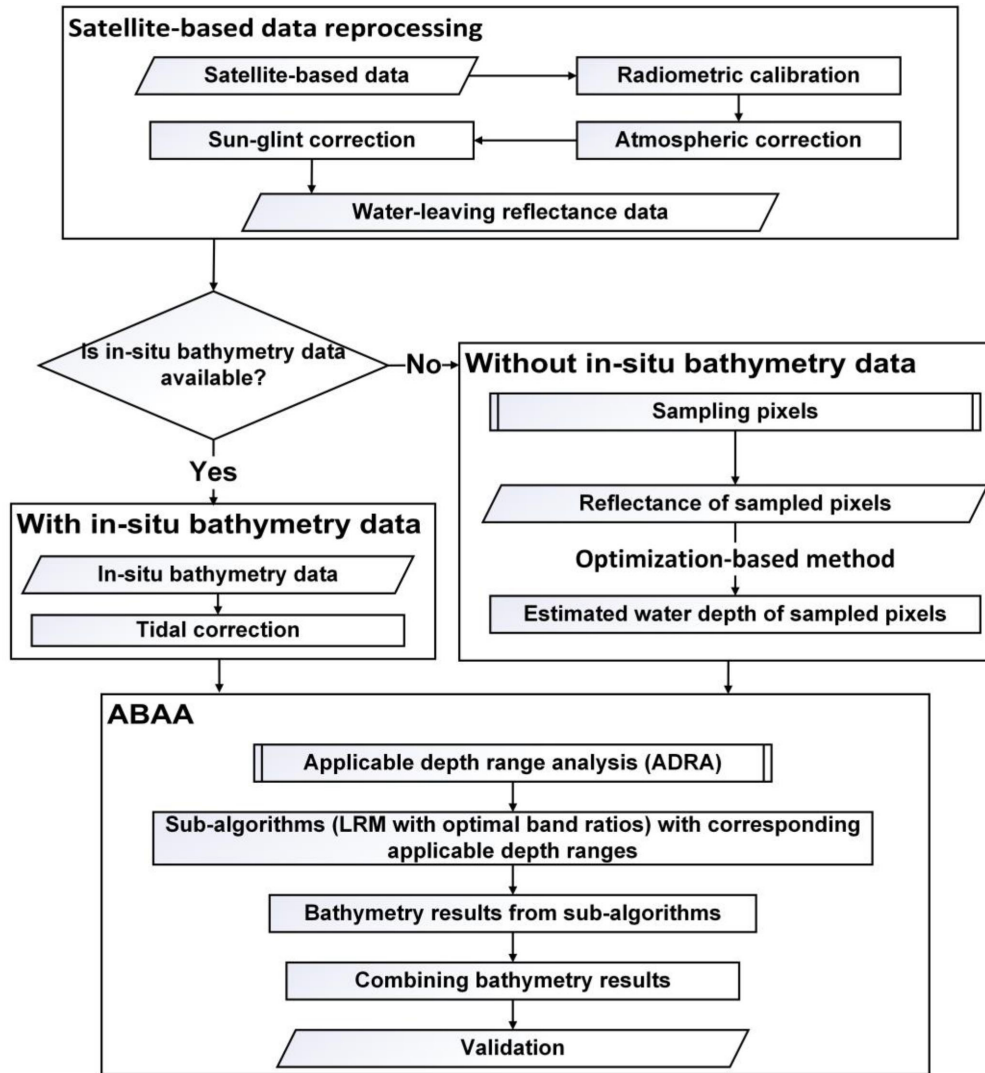 Satellite-based data reprocessing
Satellite-based data
Radiometric calibration
Sun-glint correction
Atmospheric correction
Water-leaving reflectance data
Is in-situ bathymetry data
available?
No
Yes
Without in-situ bathymetry data
Sampling pixels
Reflectance of sampled pixels
Optimization-based method
Estimated water depth of sampled pixels
With in-situ bathymetry data
In-situ bathymetry data
Tidal correction
ABAA
Applicable depth range analysis (ADRA)
Sub-algorithms (LRM with optimal band ratios) with corresponding
applicable depth ranges
Bathymetry results from sub-algorithms
Combining bathymetry results
Validation